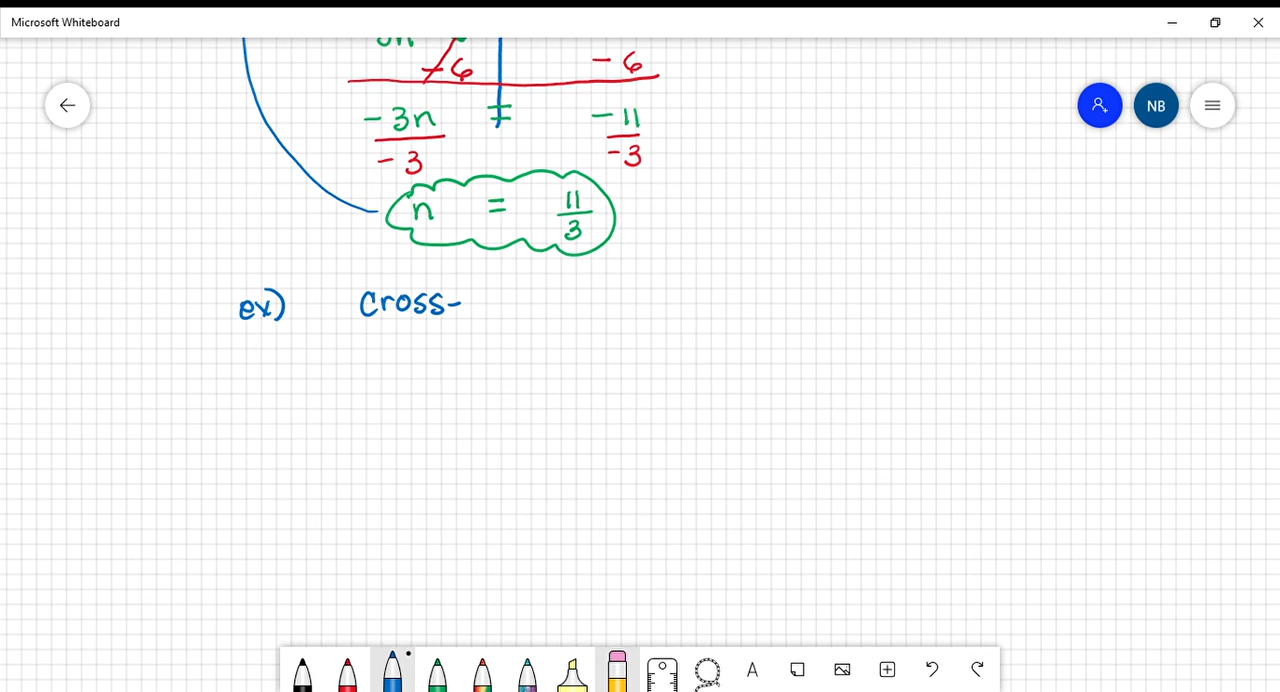 Microsoft Whiteboard
-6 -6
-3n = -11
-3 -3
NB
n = 11/3
ex) Cross-
A